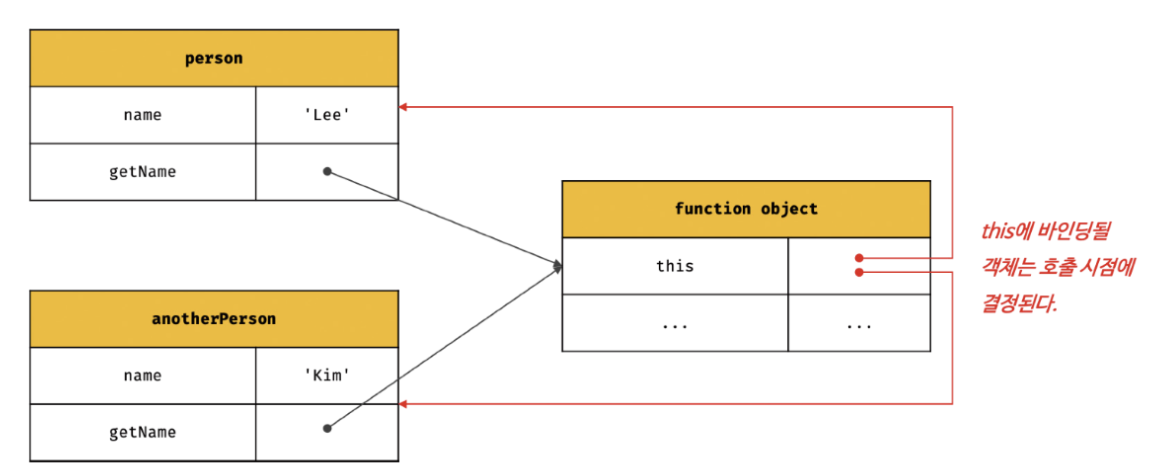 person
name 'Lee'
getName
function object
this
... ...
this에 바인딩될
객체는 호출 시점에
결정된다.
anotherPerson
name 'Kim'
getName